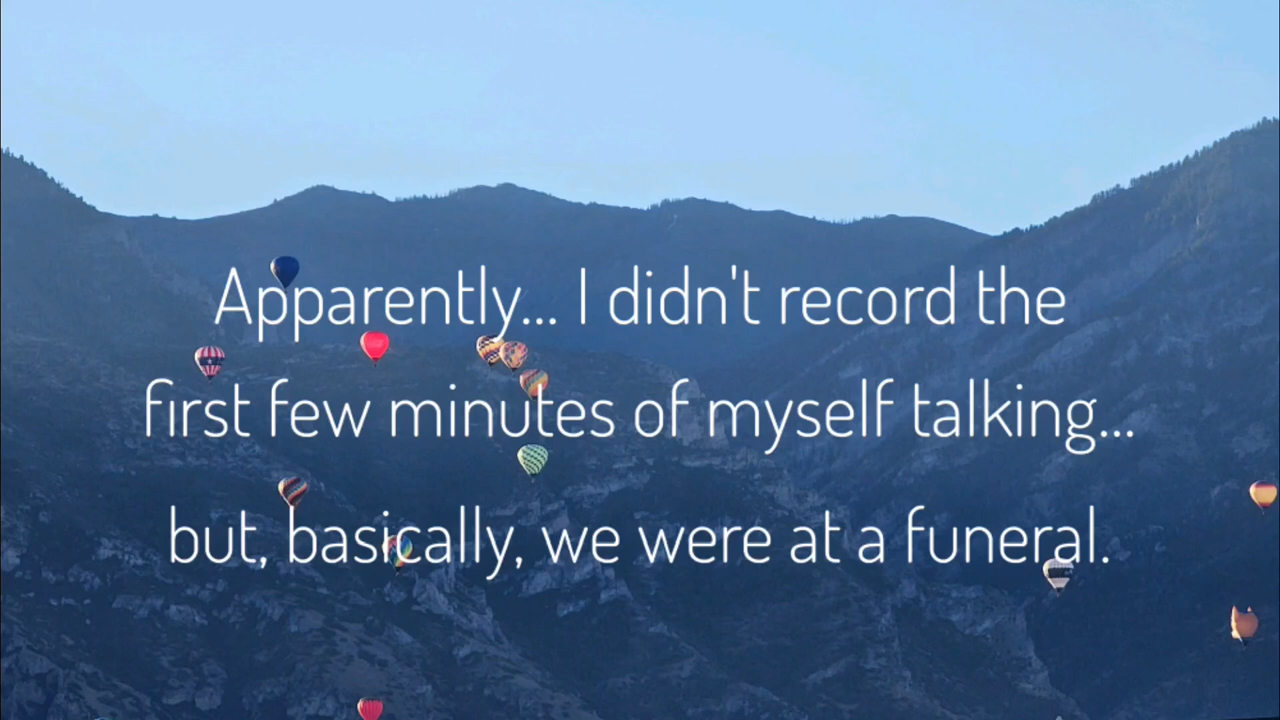 Apparently... I didn't record the
first few minutes of myself talking...
but, basically, we were at a funeral.